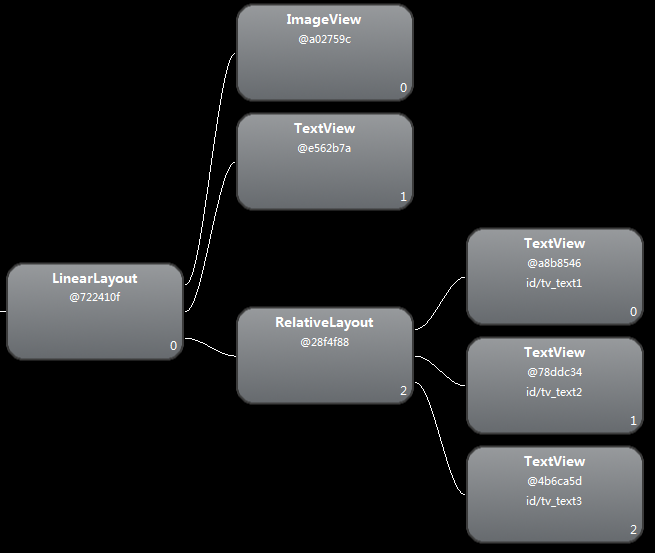 ImageView
@a02759c
0
TextView
@e562b7a
1
LinearLayout
@722410f
0
RelativeLayout
@28f4f88
2
TextView
@a8b8546
id/tv_text1
0
TextView
@78ddc34
id/tv_text2
1
TextView
@4b6ca5d
id/tv_text3
2